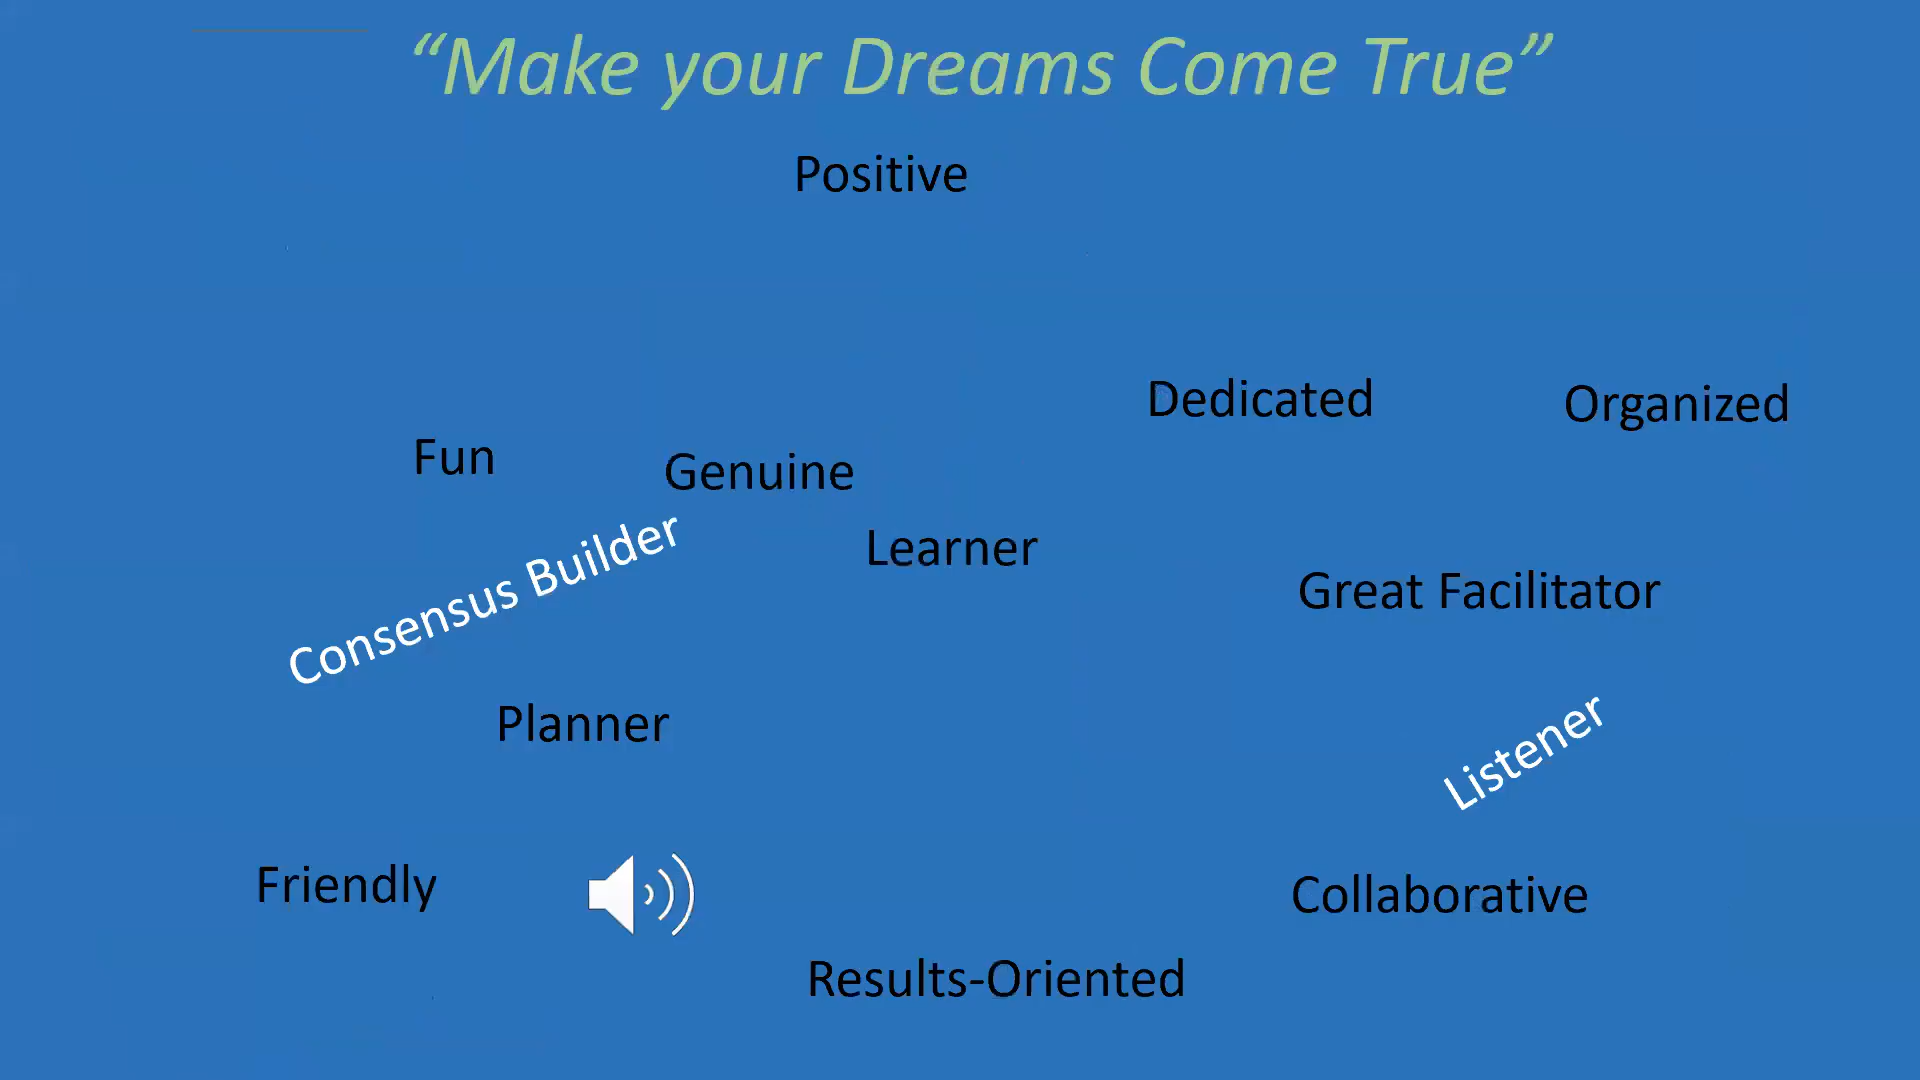 “Make your Dreams Come True”
Positive
Dedicated
Organized
Fun
Genuine
Consensus Builder
Learner
Great Facilitator
Planner
Listener
Friendly
Collaborative
Results-Oriented